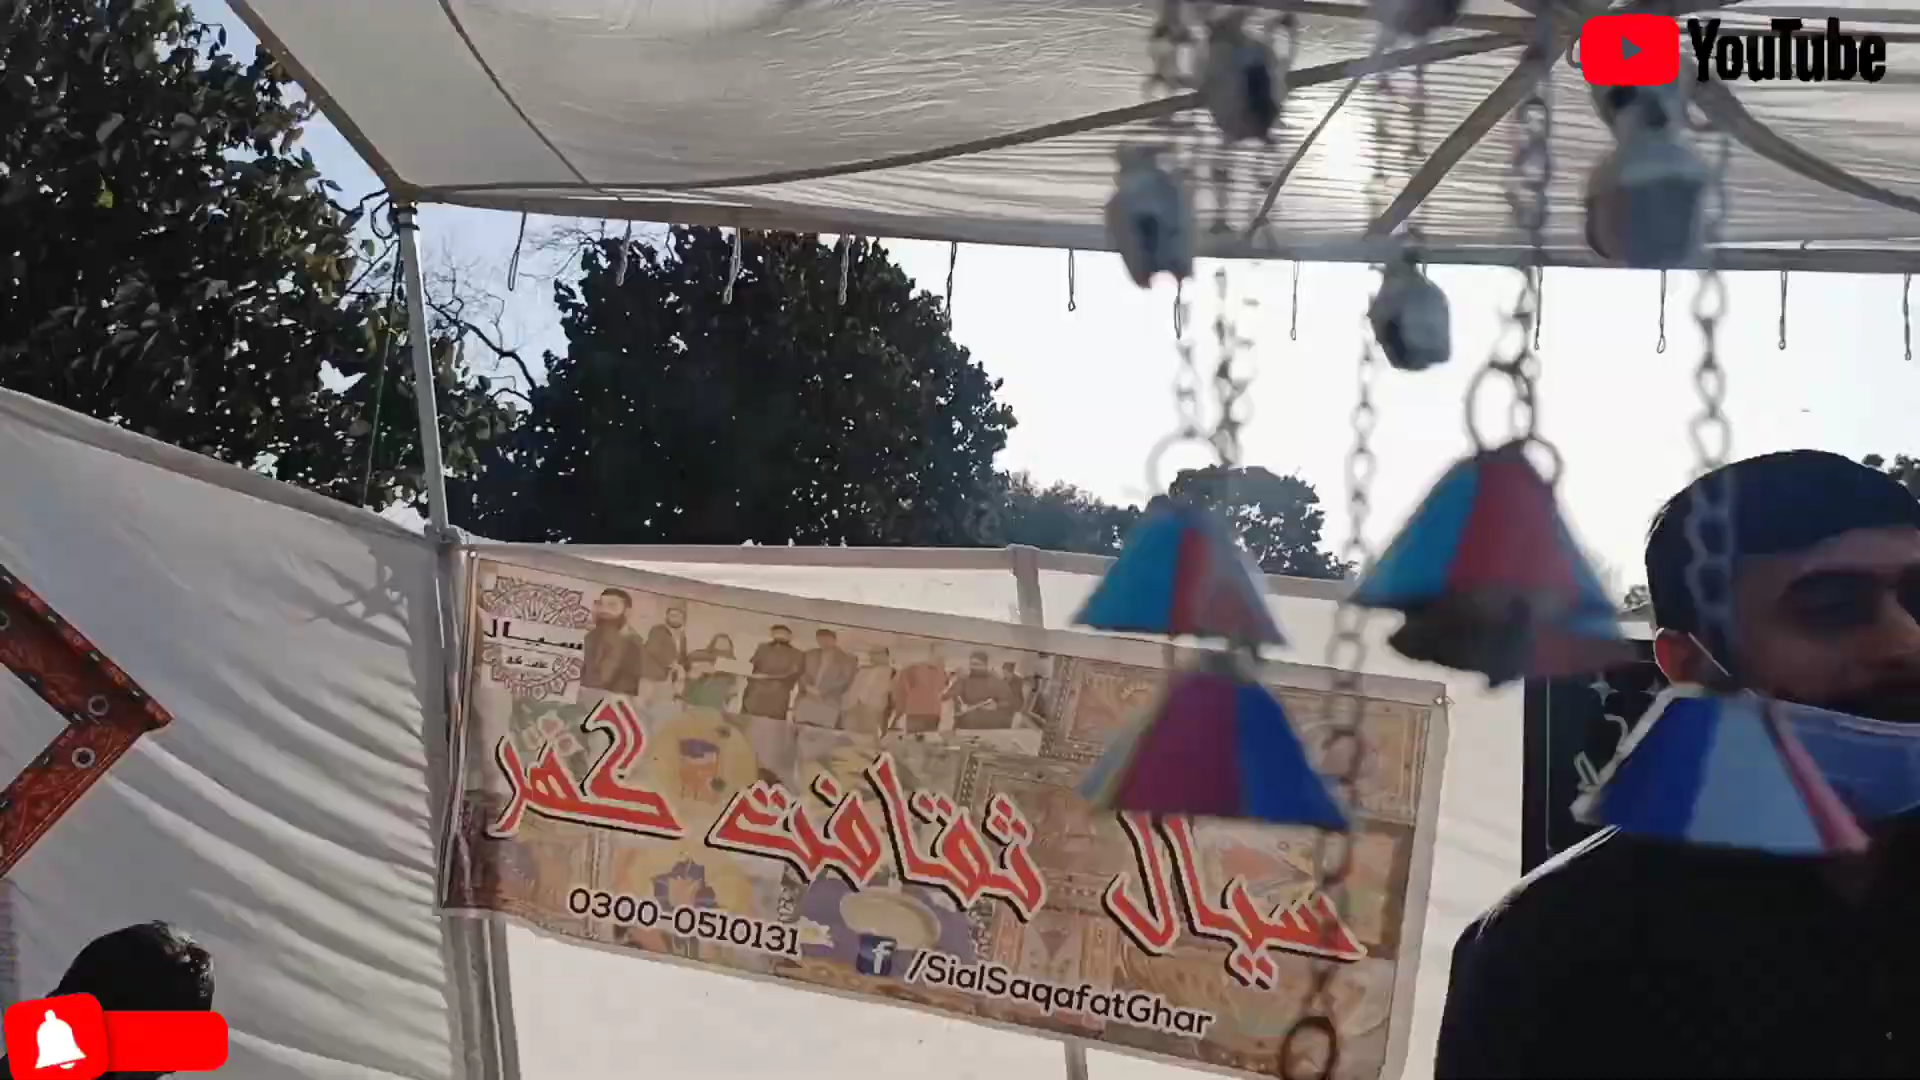 YouTube
سیال
سیال ثقافت گھر
0300-0510131
f /SialSaqafatGhar